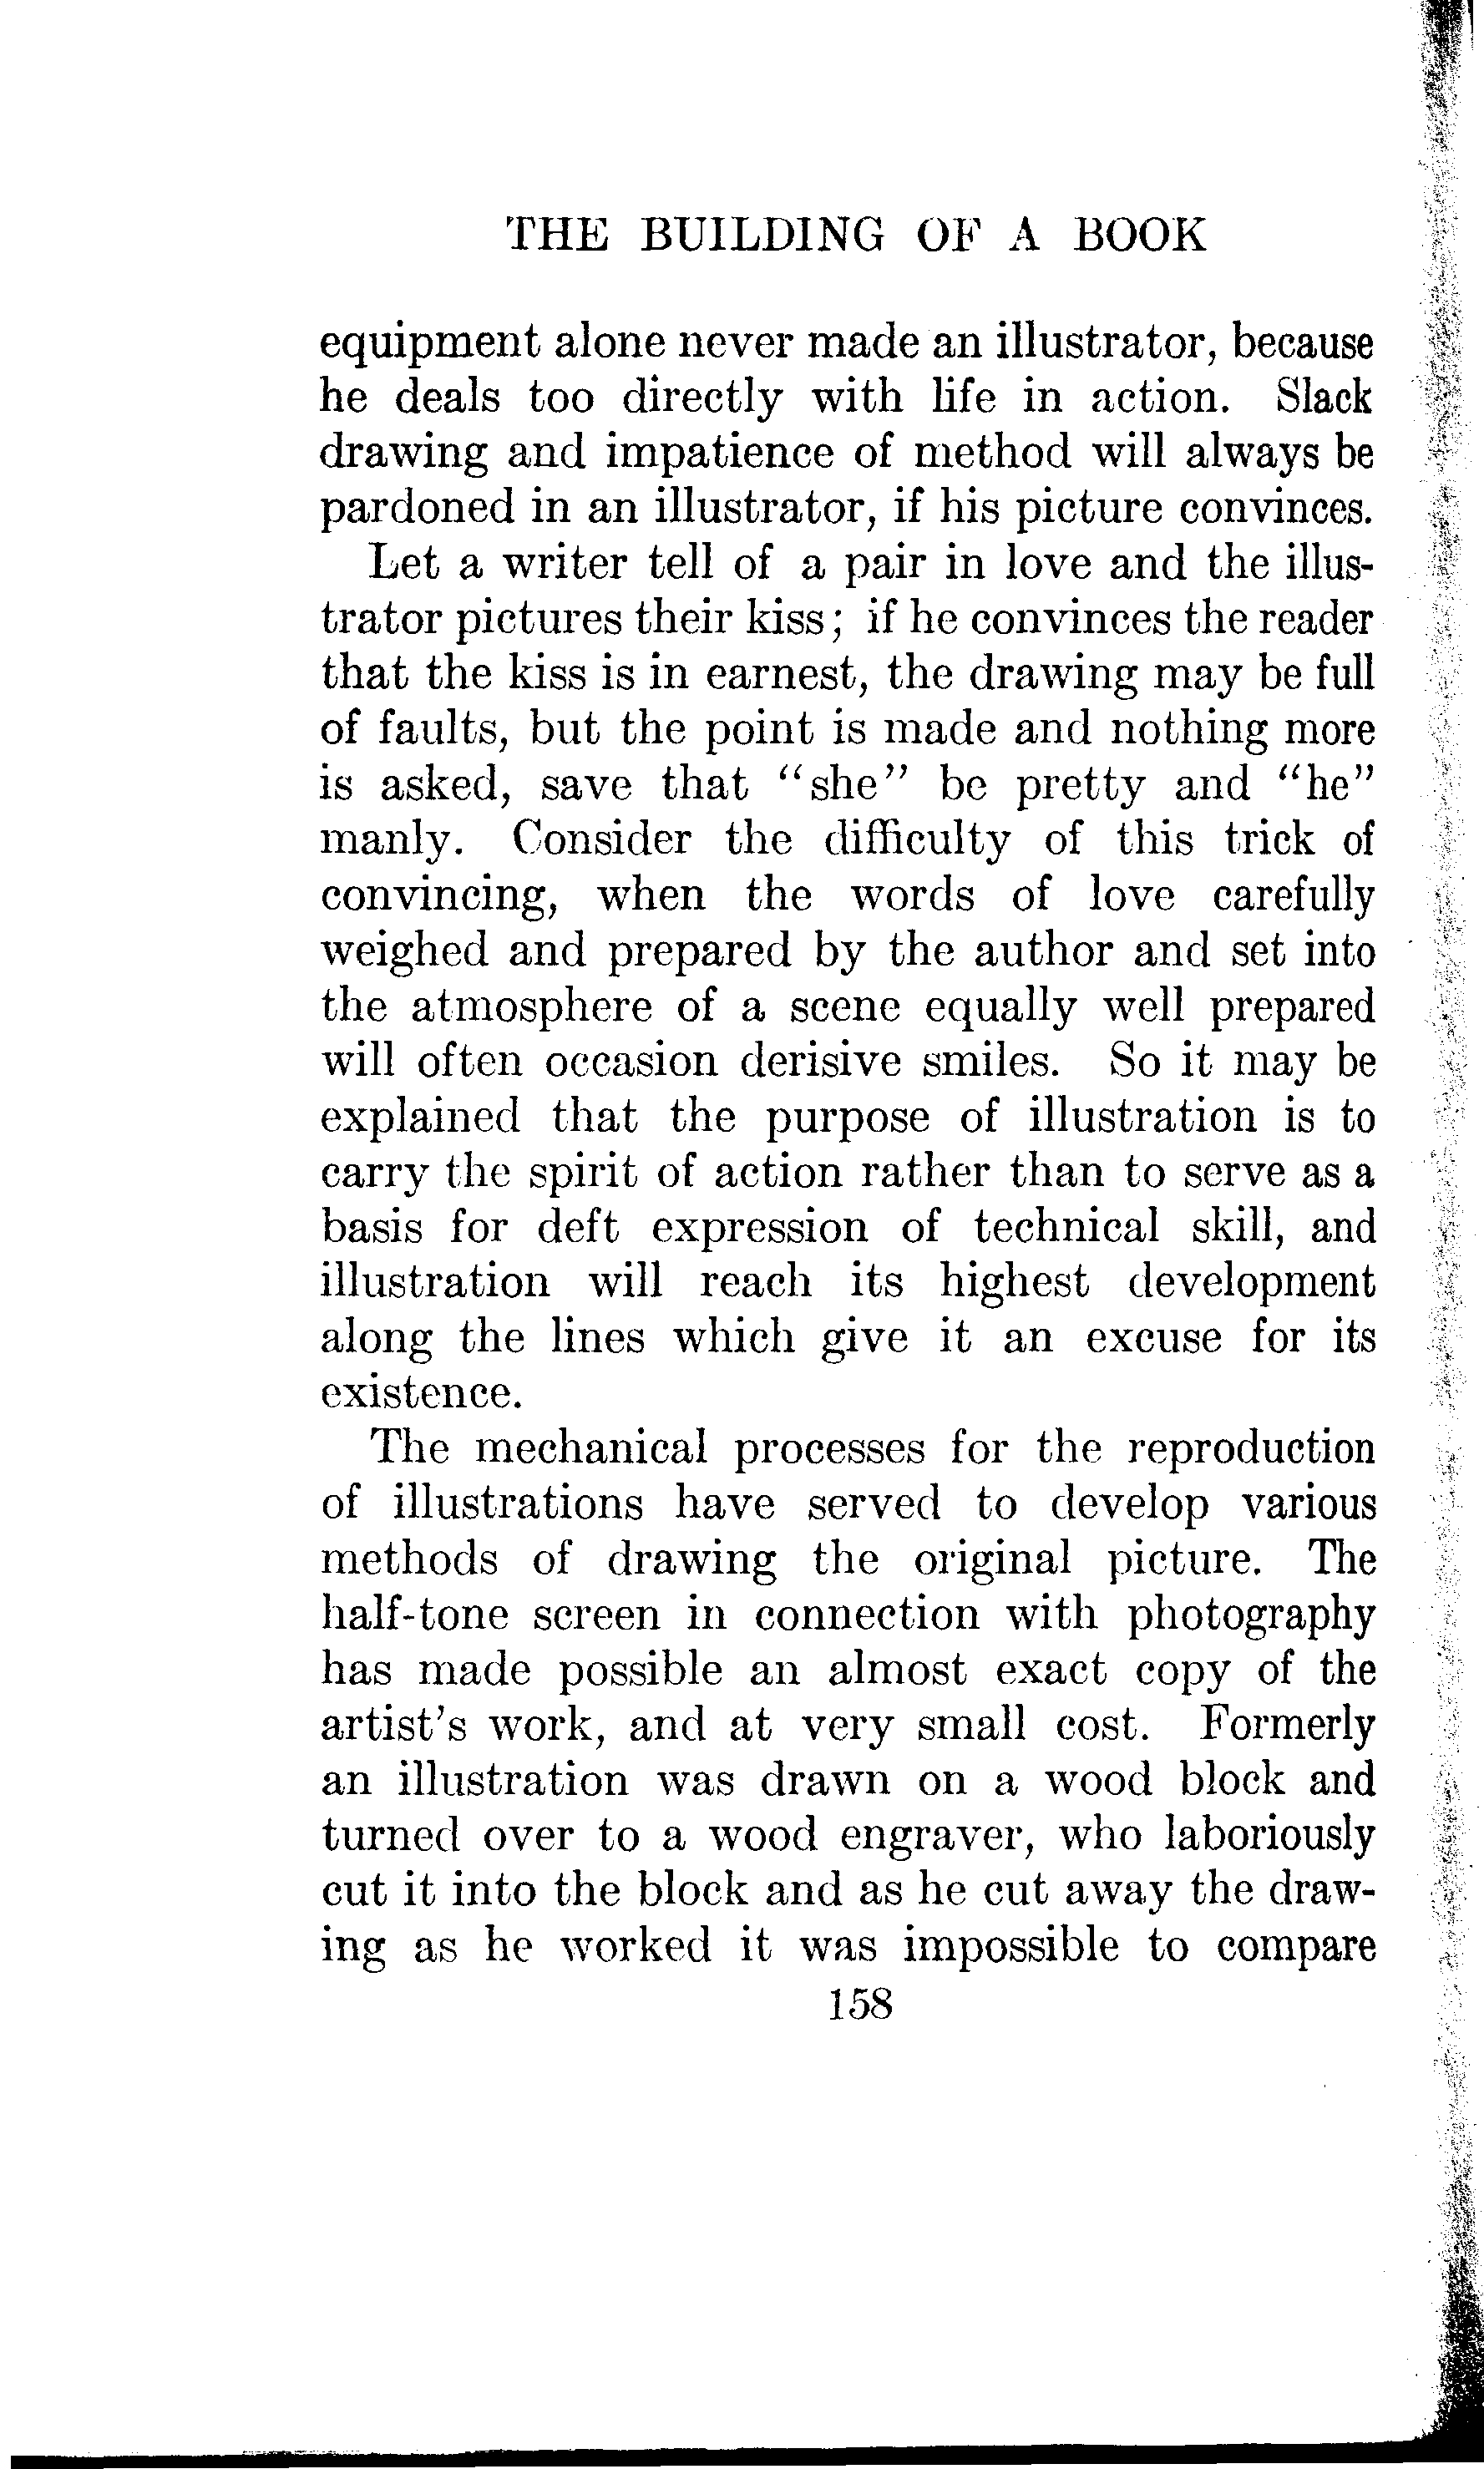 THE BUILDING OF A BOOK
equipment alone never made an illustrator, because
he deals too directly with life in action. Slack
drawing and impatience of method will always be
pardoned in an illustrator, if his picture convinces.
Let a writer tell of a pair in love and the illus-
trator pictures their kiss; if he convinces the reader
that the kiss is in earnest, the drawing may be full
of faults, but the point is made and nothing more
is asked, save that "she" be pretty and "he"
manly. Consider the difficulty of this trick of
convincing, when the words of love carefully
weighed and prepared by the author and set into
the atmosphere of a scene equally well prepared
will often occasion derisive smiles. So it may be
explained that the purpose of illustration is to
carry the spirit of action rather than to serve as a
basis for deft expression of technical skill, and
illustration will reach its highest development
along the lines which give it an excuse for its
existence.
The mechanical processes for the reproduction
of illustrations have served to develop various
methods of drawing the original picture. The
half-tone screen in connection with photography
has made possible an almost exact copy of the
artist's work, and at very small cost. Formerly
an illustration was drawn on a wood block and
turned over to a wood engraver, who laboriously
cut it into the block and as he cut away the draw-
ing as he worked it was impossible to compare
158